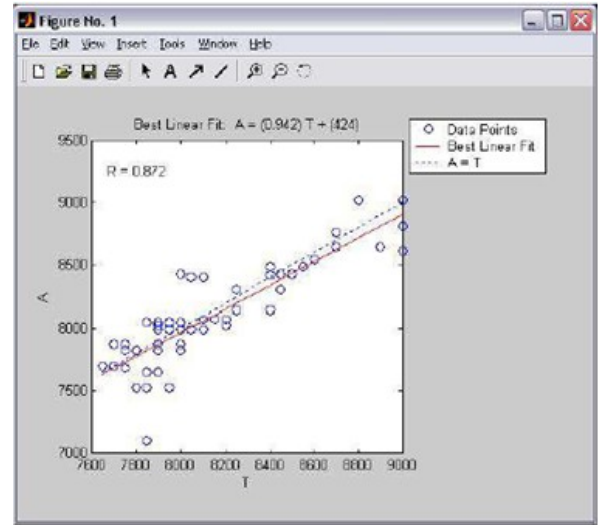 Figure No. 1
File Edit View Insert Tools Window Help
A
Best Linear Fit: A = (0.942) T + (424)
Data Points
Best Linear Fit
A = T
R = 0.872
9500
9000
8500
8000
7500
7000
A
7600 7800 8000 8200 8400 8600 8800 9000
T